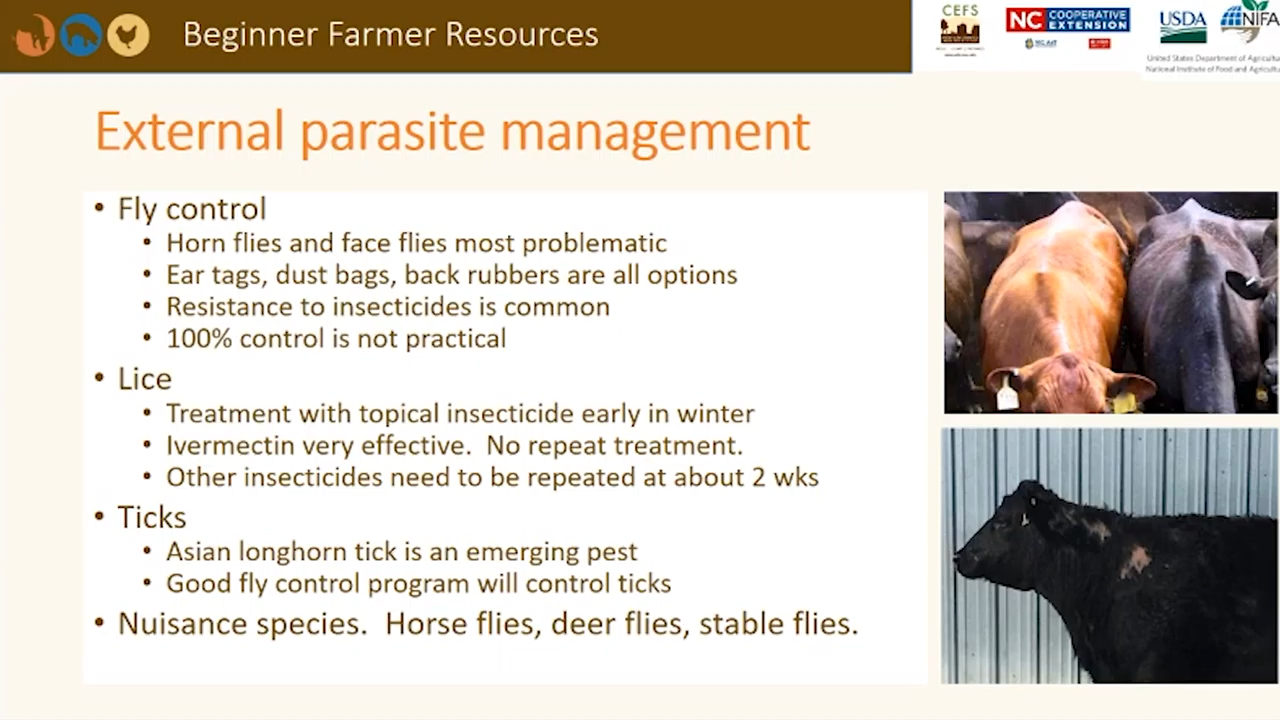 Beginner Farmer Resources
CEFS
NC COOPERATIVE
EXTENSION
USDA
NIFA
United States Department of Agricultu
National Institute of Food and Agricultu
External parasite management
• Fly control
• Horn flies and face flies most problematic
• Ear tags, dust bags, back rubbers are all options
• Resistance to insecticides is common
• 100% control is not practical
• Lice
• Treatment with topical insecticide early in winter
• Ivermectin very effective.  No repeat treatment.
• Other insecticides need to be repeated at about 2 wks
• Ticks
• Asian longhorn tick is an emerging pest
• Good fly control program will control ticks
• Nuisance species.  Horse flies, deer flies, stable flies.